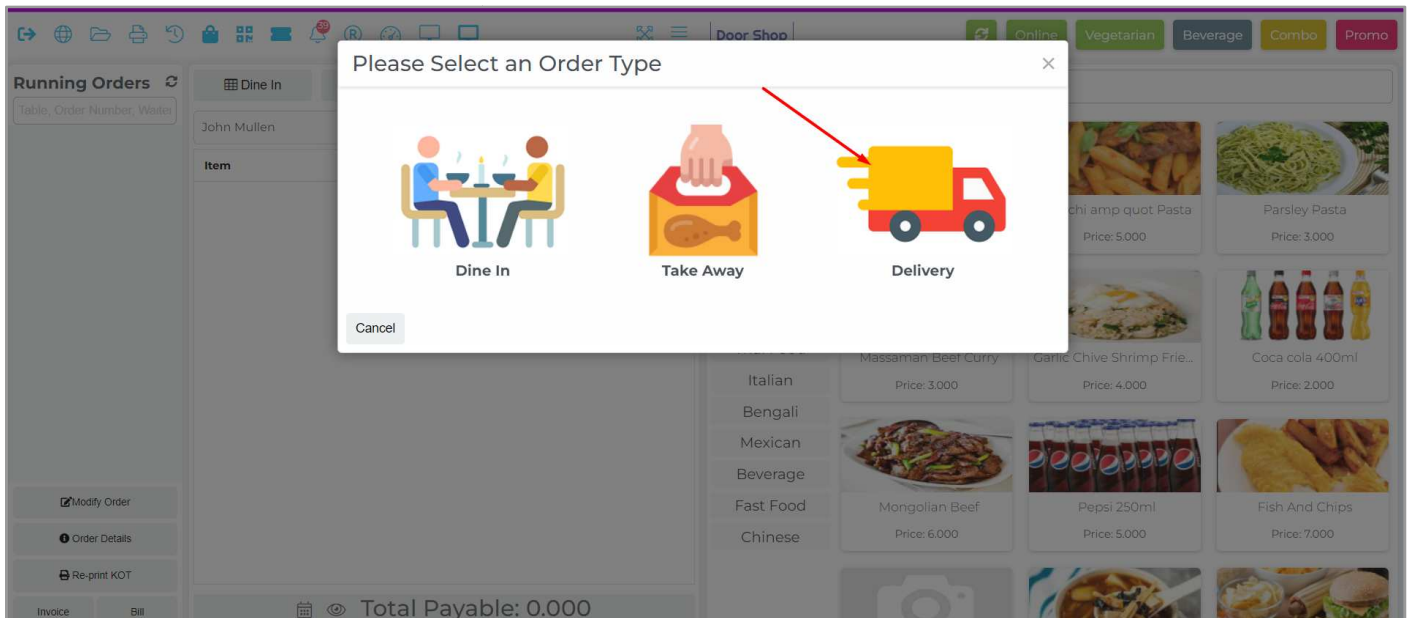 39
R
Door Shop
Online
Vegetarian
Beverage
Combo
Promo
Running Orders
Table, Order Number, Waiter
Dine In
John Mullen
Item
Please Select an Order Type
×
Dine In
Take Away
Delivery
Cancel
Italian
Bengali
Mexican
Beverage
Fast Food
Chinese
amp quot Pasta
Price: 5.000
Parsley Pasta
Price: 3.000
Massaman Beef Curry
Price: 3.000
Garlic Chive Shrimp Frie...
Price: 4.000
Coca cola 400ml
Price: 2.000
Mongolian Beef
Price: 6.000
Pepsi 250ml
Price: 5.000
Fish And Chips
Price: 7.000
Modify Order
Order Details
Re-print KOT
Invoice
Bill
Total Payable: 0.000